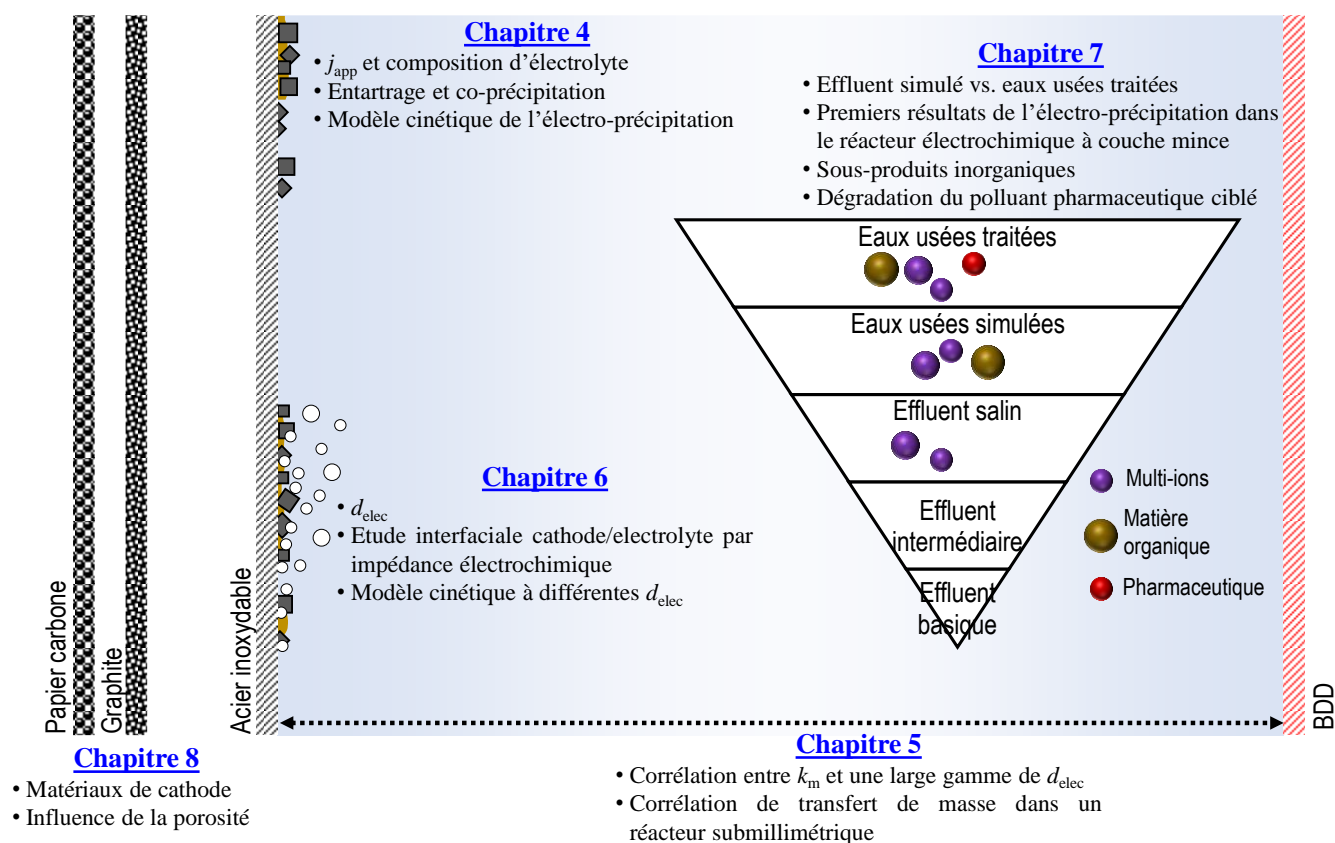 Chapitre 4
• japp et composition d’électrolyte
• Entartrage et co-précipitation
• Modèle cinétique de l’électro-précipitation
Chapitre 7
• Effluent simulé vs. eaux usées traitées
• Premiers résultats de l’électro-précipitation dans
le réacteur électrochimique à couche mince
• Sous-produits inorganiques
• Dégradation du polluant pharmaceutique ciblé
Eaux usées traitées
Eaux usées simulées
Effluent salin
Effluent
intermédiaire
Effluent
basique
Multi-ions
Matière
organique
Pharmaceutique
Chapitre 6
• delec
• Etude interfaciale cathode/electrolyte par
impédance électrochimique
• Modèle cinétique à différentes delec
Papier carbone
Graphite
Acier inoxydable
BDD
Chapitre 8
• Matériaux de cathode
• Influence de la porosité
Chapitre 5
• Corrélation entre km et une large gamme de delec
• Corrélation de transfert de masse dans un
réacteur submillimétrique